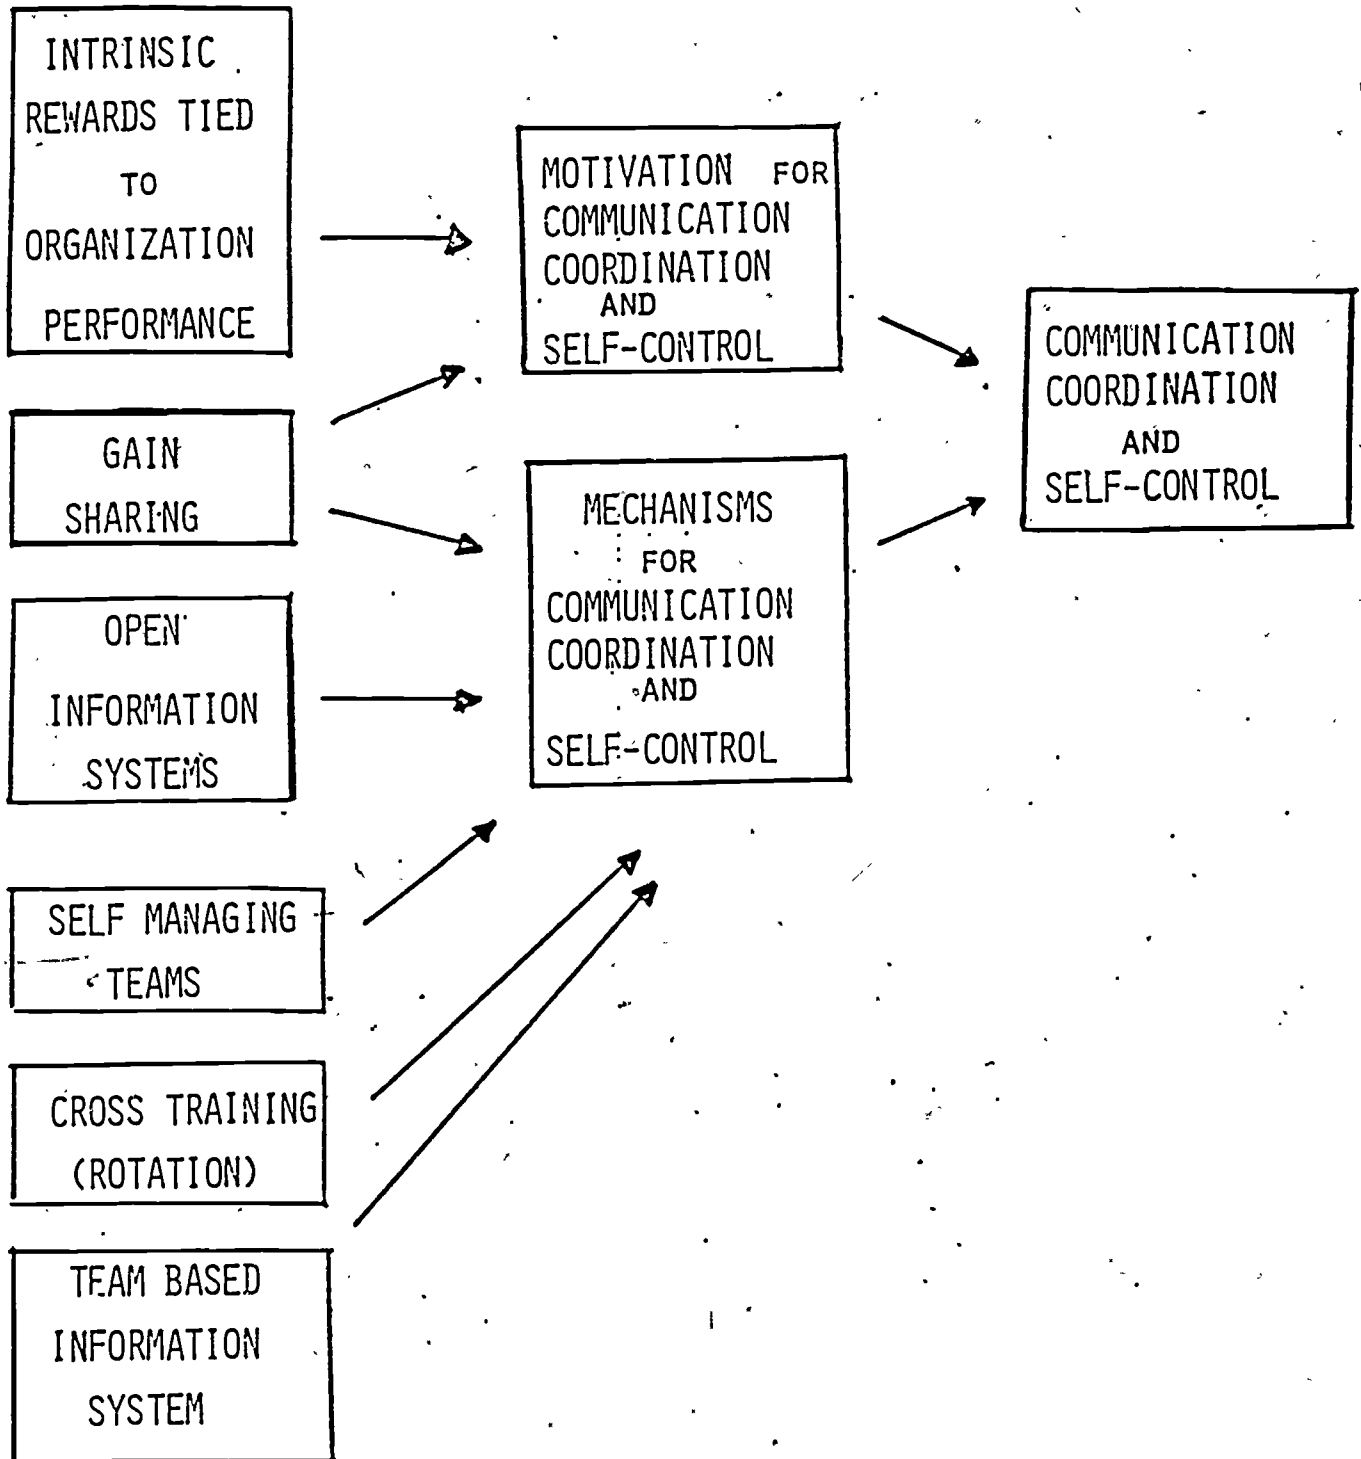 INTRINSIC
REWARDS TIED
TO
ORGANIZATION
PERFORMANCE
GAIN
SHARING
OPEN
INFORMATION
SYSTEMS
SELF MANAGING
TEAMS
CROSS TRAINING
(ROTATION)
TEAM BASED
INFORMATION
SYSTEM
MOTIVATION FOR
COMMUNICATION
COORDINATION
AND
SELF-CONTROL
MECHANISMS
FOR
COMMUNICATION
COORDINATION
AND
SELF-CONTROL
COMMUNICATION
COORDINATION
AND
SELF-CONTROL